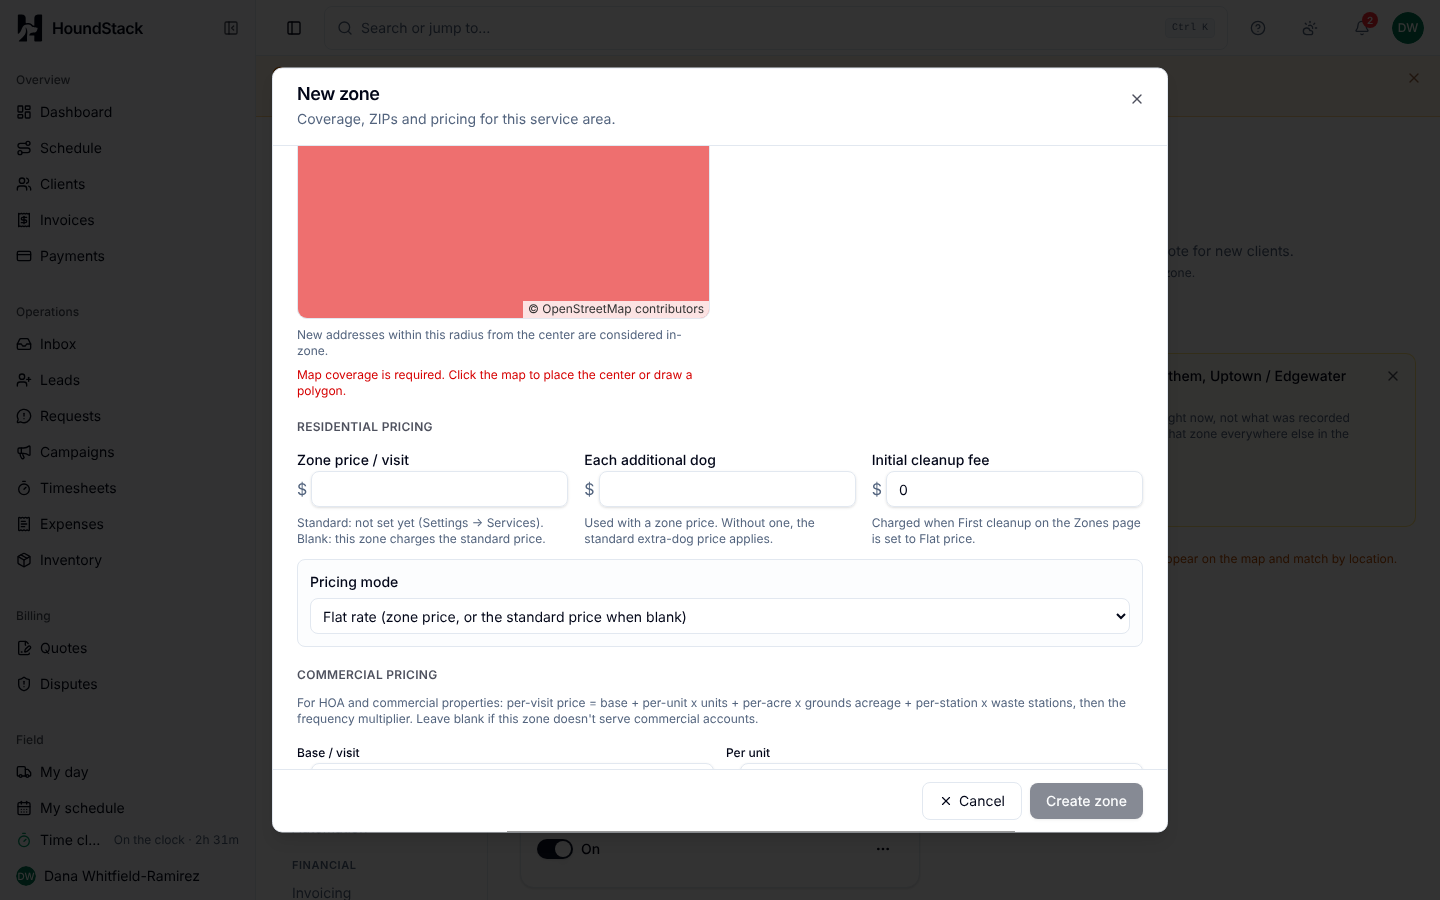 HoundStack
Search or jump to...
Ctrl K
2
DW
Overview
Dashboard
Schedule
Clients
Invoices
Payments
Operations
Inbox
Leads
Requests
Campaigns
Timesheets
Expenses
Inventory
Billing
Quotes
Disputes
Field
My day
My schedule
Time cl... On the clock · 2h 31m
DW Dana Whitfield-Ramirez
New zone
Coverage, ZIPs and pricing for this service area.
© OpenStreetMap contributors
New addresses within this radius from the center are considered in-
zone.
Map coverage is required. Click the map to place the center or draw a
polygon.
RESIDENTIAL PRICING
Zone price / visit
$
Standard: not set yet (Settings → Services).
Blank: this zone charges the standard price.
Each additional dog
$
Used with a zone price. Without one, the
standard extra-dog price applies.
Initial cleanup fee
$ 0
Charged when First cleanup on the Zones page
is set to Flat price.
Pricing mode
Flat rate (zone price, or the standard price when blank)
COMMERCIAL PRICING
For HOA and commercial properties: per-visit price = base + per-unit x units + per-acre x grounds acreage + per-station x waste stations, then the
frequency multiplier. Leave blank if this zone doesn't serve commercial accounts.
Base / visit
Per unit
Cancel
Create zone
ote for new clients.
zone.
them, Uptown / Edgewater
ght now, not what was recorded
hat zone everywhere else in the
ppear on the map and match by location.
On
FINANCIAL
Invoicing